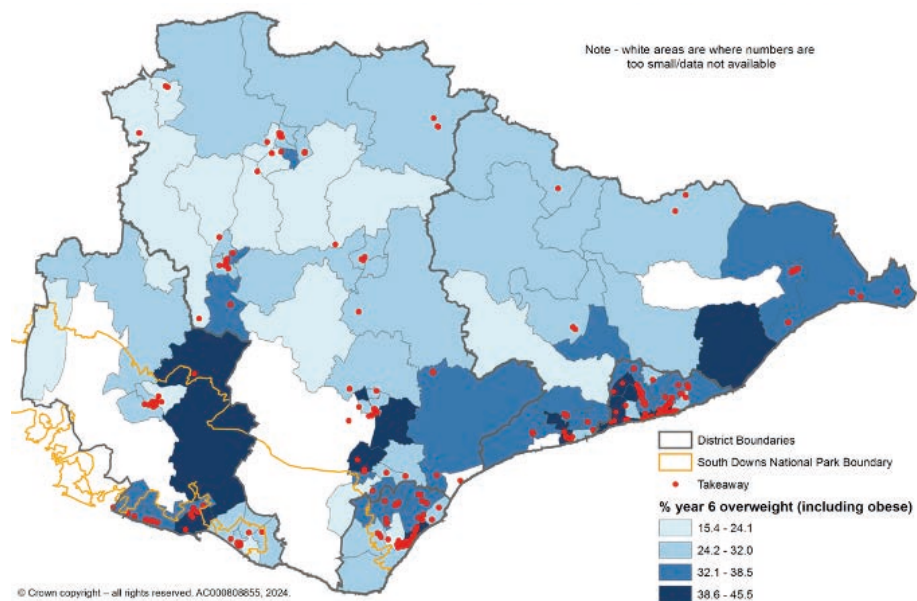 Note - white areas are where numbers are
too small/data not available
District Boundaries
South Downs National Park Boundary
Takeaway
% year 6 overweight (including obese)
15.4 - 24.1
24.2 - 32.0
32.1 - 38.5
38.6 - 45.5
© Crown copyright – all rights reserved. AC000808855, 2024.